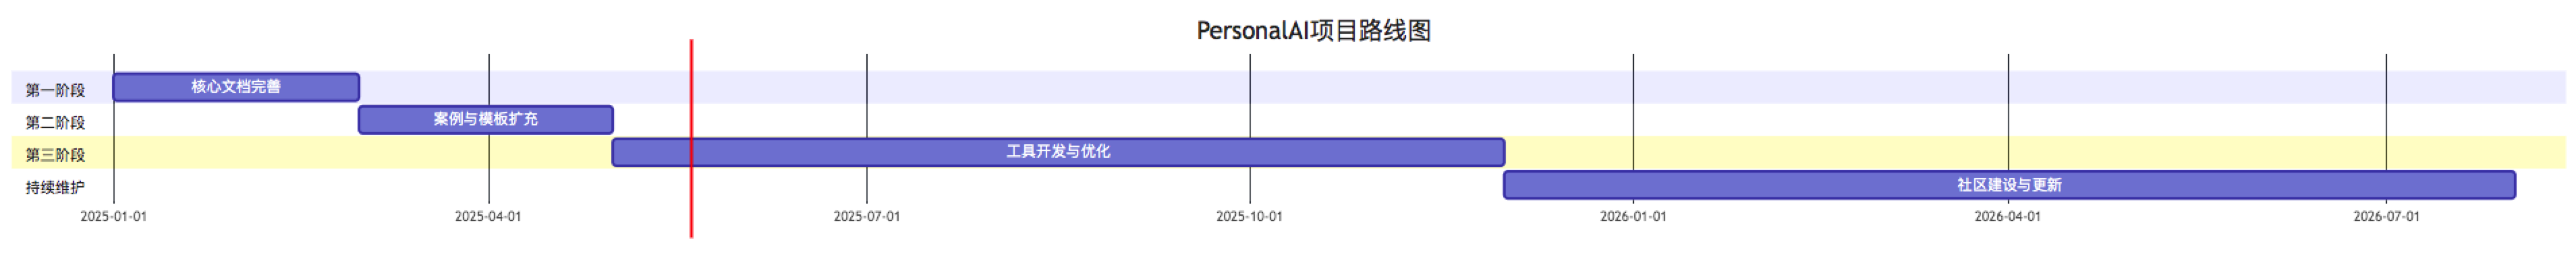 PersonalAI项目路线图
第一阶段
核心文档完善
第二阶段
案例与模板扩充
第三阶段
工具开发与优化
持续维护
社区建设与更新
2025-01-01
2025-04-01
2025-07-01
2025-10-01
2026-01-01
2026-04-01
2026-07-01